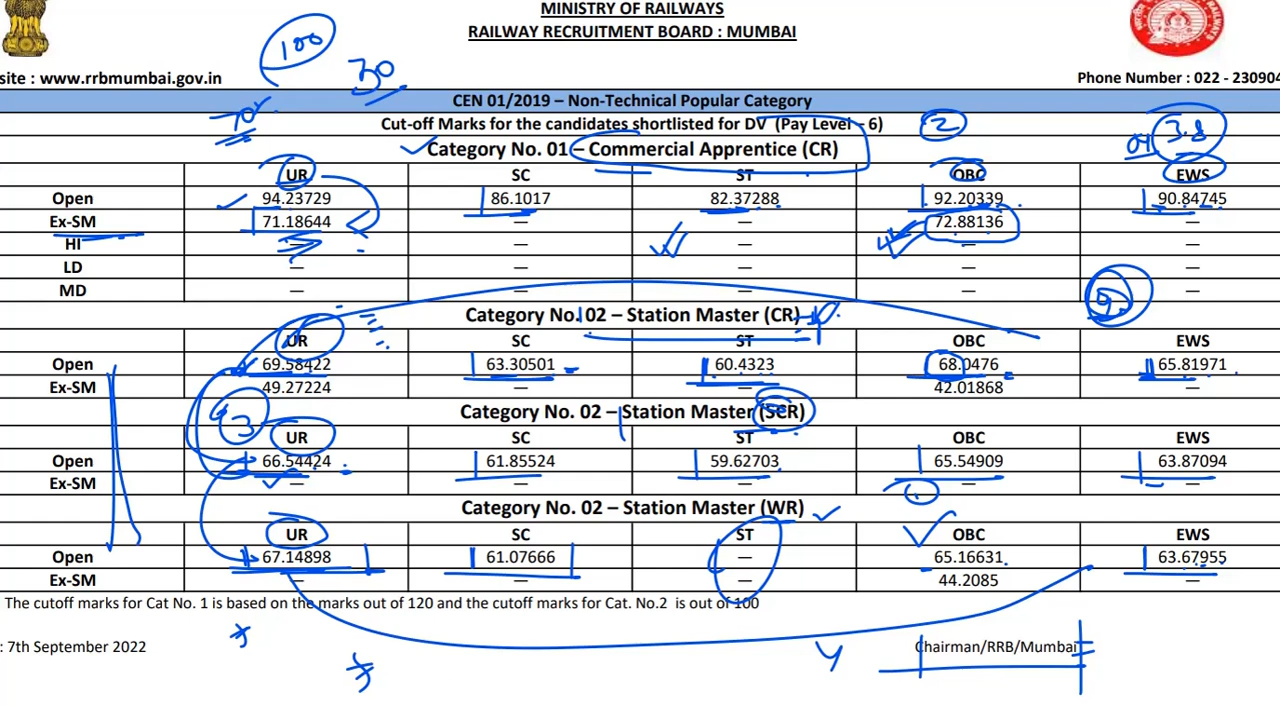 MINISTRY OF RAILWAYS
RAILWAY RECRUITMENT BOARD : MUMBAI
100
30
site : www.rrbmumbai.gov.in
Phone Number : 022 - 230904
CEN 01/2019 – Non-Technical Popular Category
70%
Cut-off Marks for the candidates shortlisted for DV (Pay Level - 6)
2
3.8
Category No. 01 – Commercial Apprentice (CR)
UR SC ST OBC EWS
Open 94.23729 86.1017 82.37288 92.20339 90.84745
Ex-SM 71.18644 — — 72.88136 —
HI — — — — —
LD — — — — —
MD — — — — —
Category No. 02 – Station Master (CR)
UR SC ST OBC EWS
Open 69.58422 63.30501 60.4323 68.0476 65.81971
Ex-SM 49.27224 — — 42.01868 —
3
Category No. 02 – Station Master (SCR)
UR SC ST OBC EWS
Open 66.54424 61.85524 59.62703 65.54909 63.87094
Ex-SM — — — — —
Category No. 02 – Station Master (WR)
UR SC ST OBC EWS
Open 67.14898 61.07666 — 65.16631 63.67955
Ex-SM — — — 44.2085 —
The cutoff marks for Cat No. 1 is based on the marks out of 120 and the cutoff marks for Cat. No.2 is out of 100
: 7th September 2022
Chairman/RRB/Mumbai